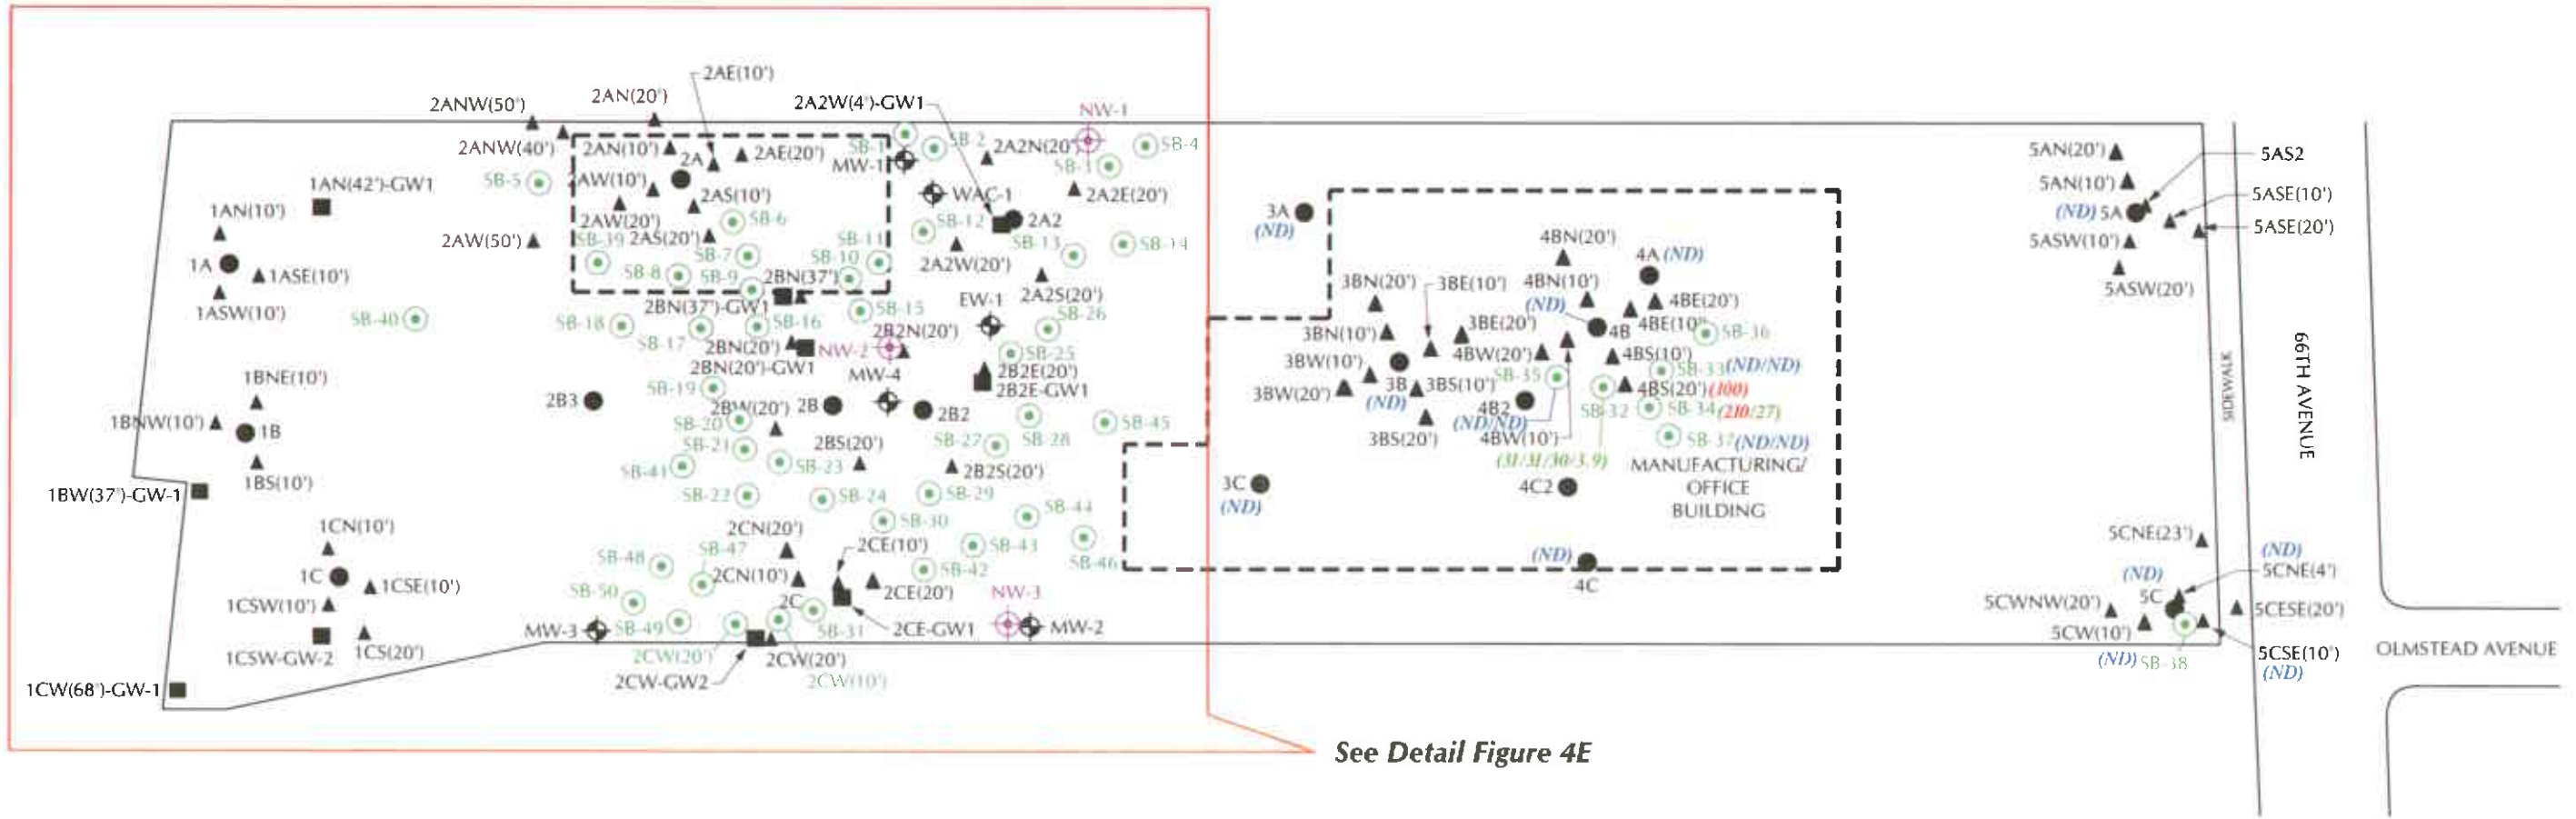 2AE(10')
2ANW(50')
2AN(20')
2A2W(4')-GW1
NW-1
2ANW(40')
2AN(10')
2A
2AE(20')
SB-1
SB-2
2A2N(20')
SB-4
MW-1
SB-3
5AN(20')
5AS2
1AN(42')-GW1
SB-5
2AW(10')
2AS(10')
WAC-1
2A2E(20')
5AN(10')
5ASE(10')
1AN(10')
2AW(20')
SB-6
SB-12
2A2
3A
(ND)
(ND) 5A
5ASE(20')
2AW(50')
SB-39
2AS(20')
SB-11
SB-13
SB-14
4BN(20')
5ASW(10')
1A
1ASE(10')
SB-8
SB-7
SB-9
SB-10
2BN(37')
2A2W(20')
4A (ND)
3BN(20')
3BE(10')
4BN(10')
(ND)
5ASW(20')
1ASW(10')
SB-40
2BN(37')-GW1
SB-15
EW-1
2A2S(20')
4BE(20')
SB-18
SB-17
SB-16
2B2N(20')
SB-26
3BN(10')
3BE(20')
4B
4BE(10')
SB-36
2BN(20')
NW-2
SB-25
3BW(10')
4BW(20')
4BS(10')
2BN(20')-GW1
MW-4
2B2E(20')
SB-35
SB-33 (ND/ND)
1BNE(10')
SB-19
2B2E-GW1
3BW(20')
3B
(ND)
3BS(10')
4BS(20') (100)
2B3
2BW(20')
2B
2B2
4B2
(ND/ND)
SB-32
SB-34 (210/27)
1BNW(10')
1B
SB-20
SB-45
SB-21
2BS(20')
SB-27
SB-28
3BS(20')
4BW(10')
SB-37 (ND/ND)
(31/31/30/3.9)
SB-41
SB-23
2B2S(20')
MANUFACTURING/
OFFICE
BUILDING
1BS(10')
1BW(37')-GW-1
SB-22
SB-24
SB-29
3C
(ND)
4C2
SIDEWALK
66TH AVENUE
1CN(10')
2CN(20')
SB-30
SB-44
5CNE(23')
SB-48
SB-47
2CE(10')
SB-43
SB-46
(ND)
4C
(ND)
5CNE(4')
(ND)
1C
1CSE(10')
2CN(10')
SB-42
1CSW(10')
SB-50
2C
2CE(20')
NW-3
5CWNW(20')
5C
5CESE(20')
MW-3
SB-49
SB-31
2CE-GW1
MW-2
5CW(10')
1CSW-GW-2
1CS(20')
2CW(20')
2CW(20')
(ND) SB-38
5CSE(10')
(ND)
OLMSTEAD AVENUE
1CW(68')-GW-1
2CW-GW2
2CW(10')
See Detail Figure 4E